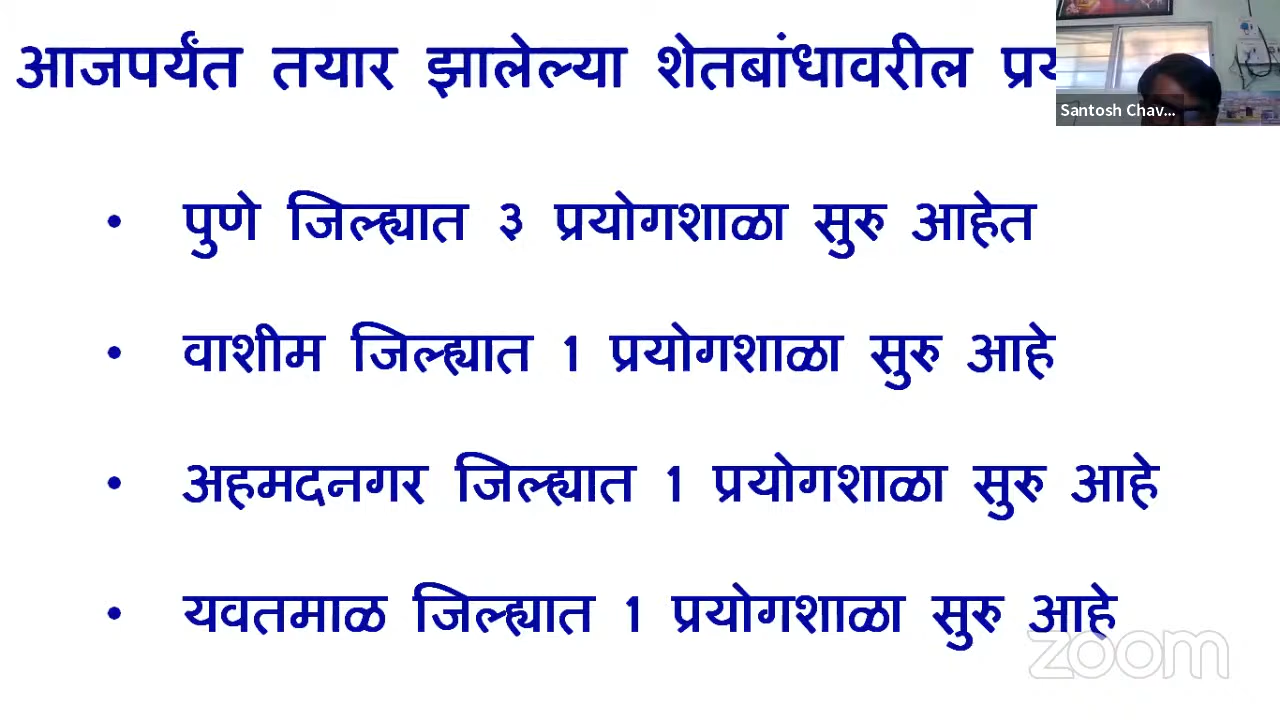 आजपर्यंत तयार झालेल्या शेतबांधावरील
Santosh Chav...
• पुणे जिल्ह्यात ३ प्रयोगशाळा सुरु आहेत
• वाशीम जिल्ह्यात 1 प्रयोगशाळा सुरु आहे
• अहमदनगर जिल्ह्यात 1 प्रयोगशाळा सुरु आहे
• यवतमाळ जिल्ह्यात 1 प्रयोगशाळा सुरु आहे
zoom